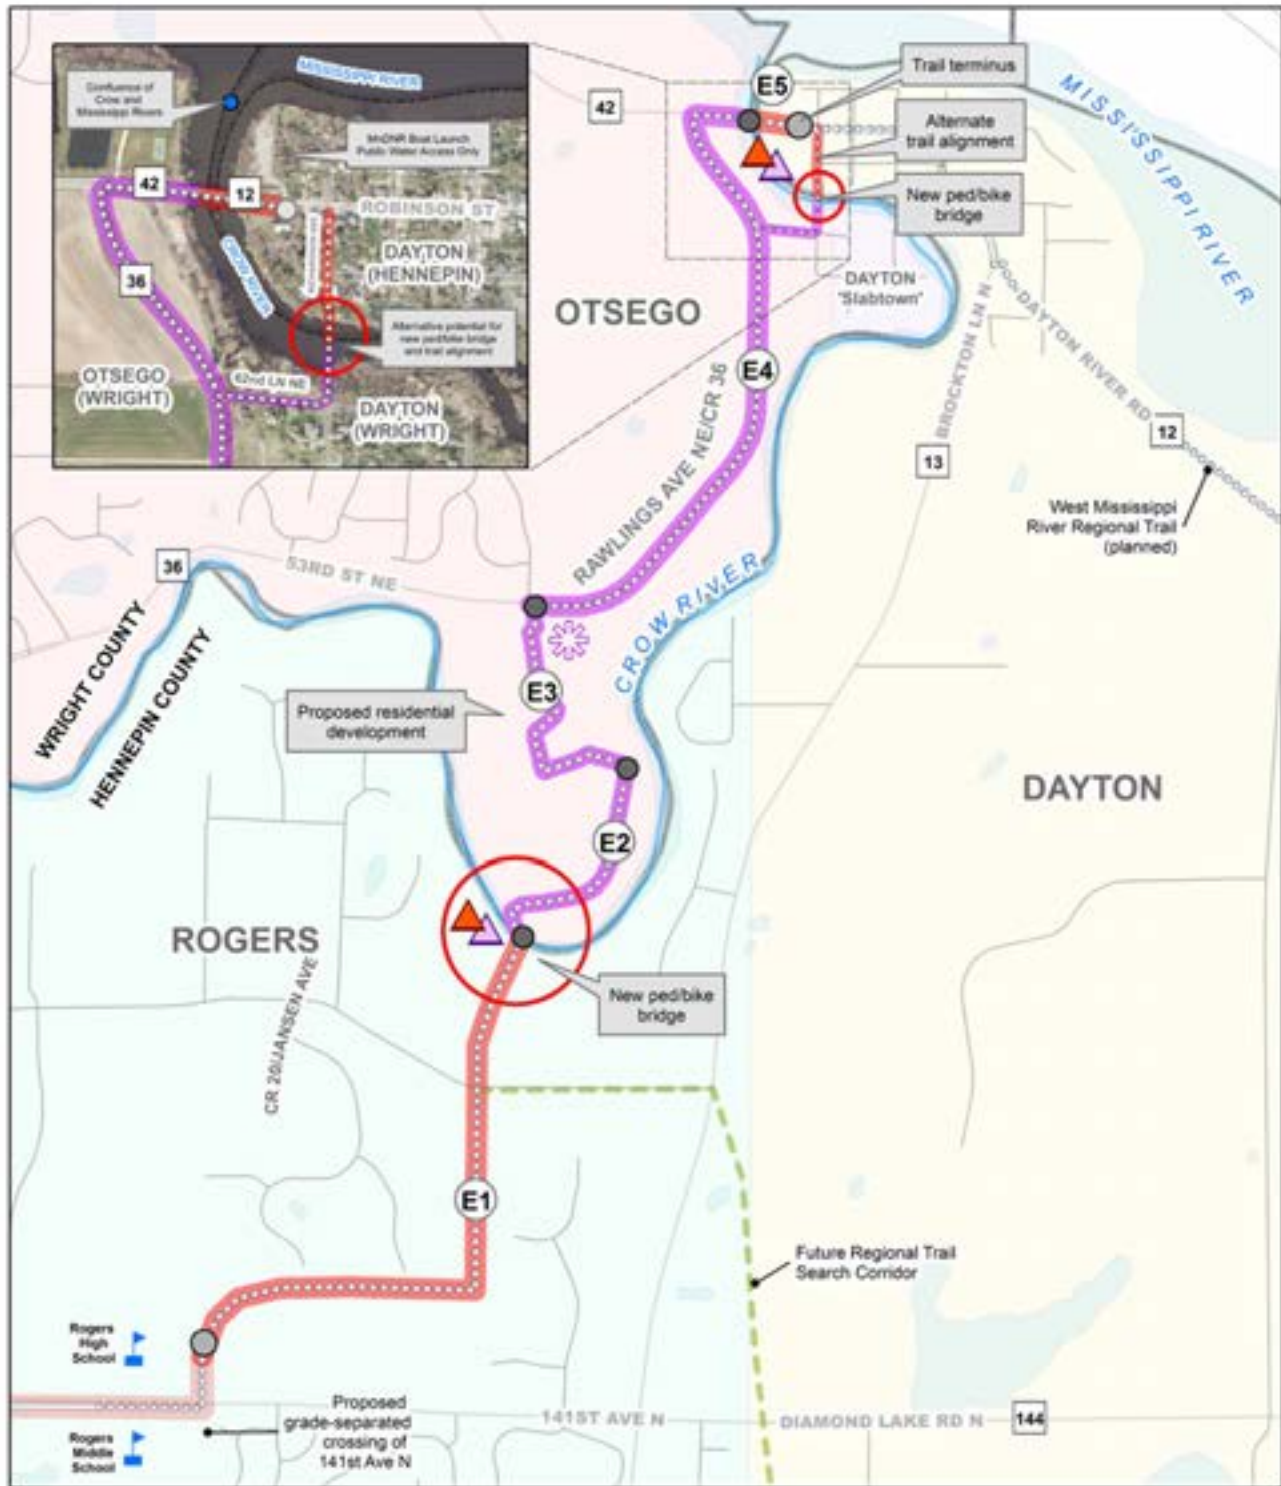 MISSISSIPPI RIVER
Confluence of
Crow and
Mississippi Rivers
MnDNR Boat Launch
Public Water Access Only
42
12
ROBINSON ST
36
CROW RIVER
DAYTON
(HENNEPIN)
Alternative potential for
new ped/bike bridge
and trail alignment
62nd LN NE
OTSEGO
(WRIGHT)
DAYTON
(WRIGHT)
E5
42
Trail terminus
Alternate
trail alignment
New ped/bike
bridge
MISSISSIPPI RIVER
DAYTON
"Slabtown"
OTSEGO
E4
RAWLINGS AVE NE/CR 36
BROCKTON LN N
DAYTON RIVER RD
12
13
West Mississippi
River Regional Trail
(planned)
36
53RD ST NE
CROW RIVER
WRIGHT COUNTY
HENNEPIN COUNTY
E3
Proposed residential
development
DAYTON
E2
ROGERS
New ped/bike
bridge
CR 20/JANSEN AVE
E1
Future Regional Trail
Search Corridor
Rogers
High
School
Proposed
grade-separated
crossing of
141st Ave N
141ST AVE N
DIAMOND LAKE RD N
144
Rogers
Middle
School